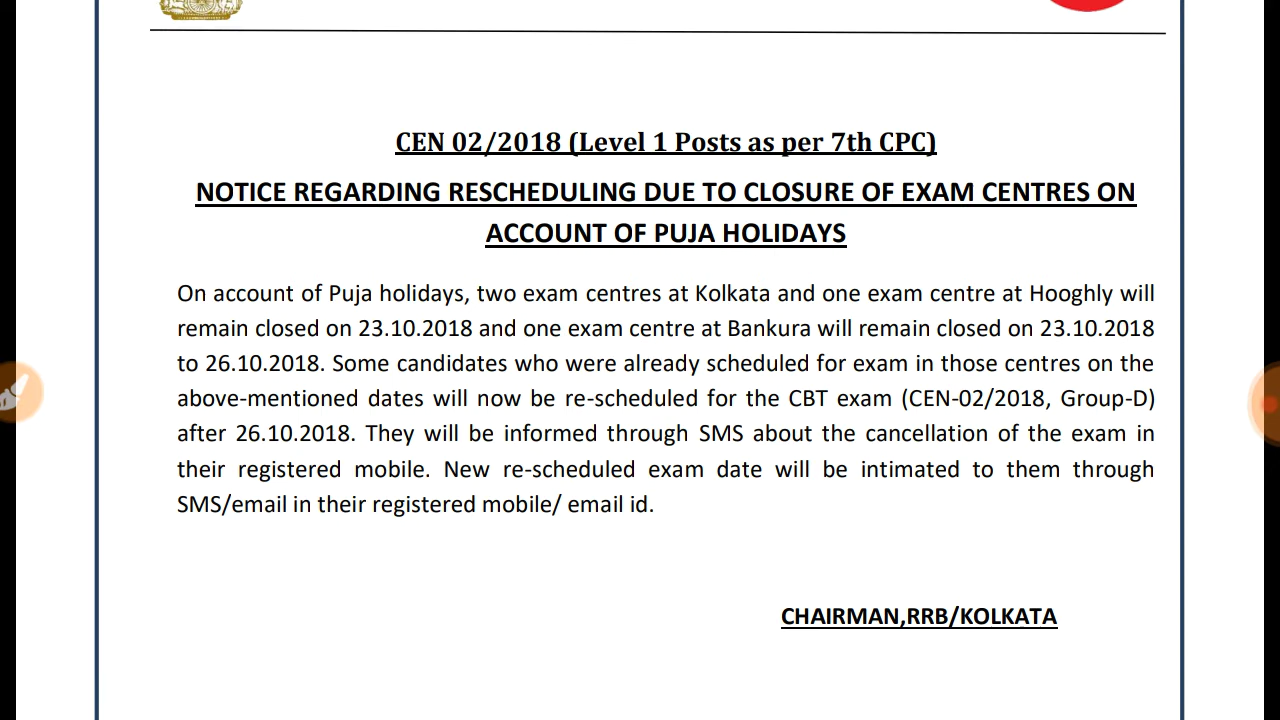 CEN 02/2018 (Level 1 Posts as per 7th CPC)
NOTICE REGARDING RESCHEDULING DUE TO CLOSURE OF EXAM CENTRES ON
ACCOUNT OF PUJA HOLIDAYS
On account of Puja holidays, two exam centres at Kolkata and one exam centre at Hooghly will
remain closed on 23.10.2018 and one exam centre at Bankura will remain closed on 23.10.2018
to 26.10.2018. Some candidates who were already scheduled for exam in those centres on the
above-mentioned dates will now be re-scheduled for the CBT exam (CEN-02/2018, Group-D)
after 26.10.2018. They will be informed through SMS about the cancellation of the exam in
their registered mobile. New re-scheduled exam date will be intimated to them through
SMS/email in their registered mobile/ email id.
CHAIRMAN,RRB/KOLKATA